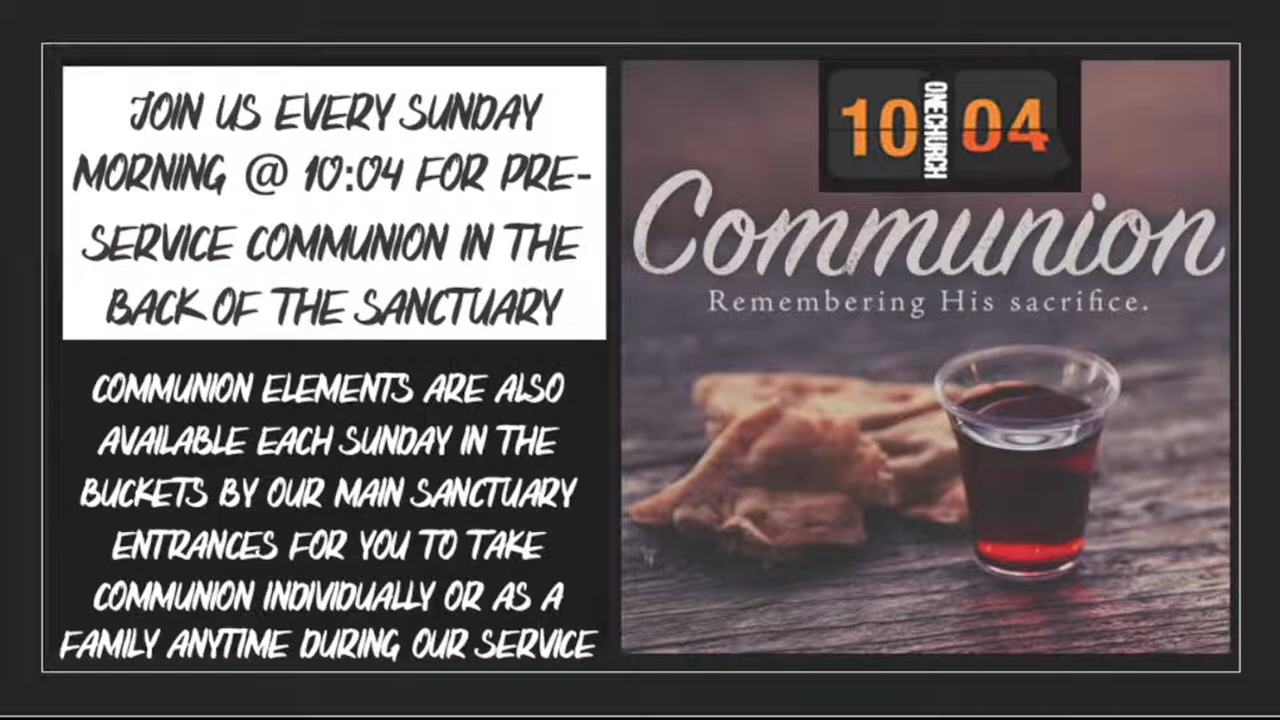 JOIN US EVERY SUNDAY
MORNING @ 10:04 FOR PRE-
SERVICE COMMUNION IN THE
BACK OF THE SANCTUARY
COMMUNION ELEMENTS ARE ALSO
AVAILABLE EACH SUNDAY IN THE
BUCKETS BY OUR MAIN SANCTUARY
ENTRANCES FOR YOU TO TAKE
COMMUNION INDIVIDUALLY OR AS A
FAMILY ANYTIME DURING OUR SERVICE
10 ONECHURCH 04
Communion
Remembering His sacrifice.